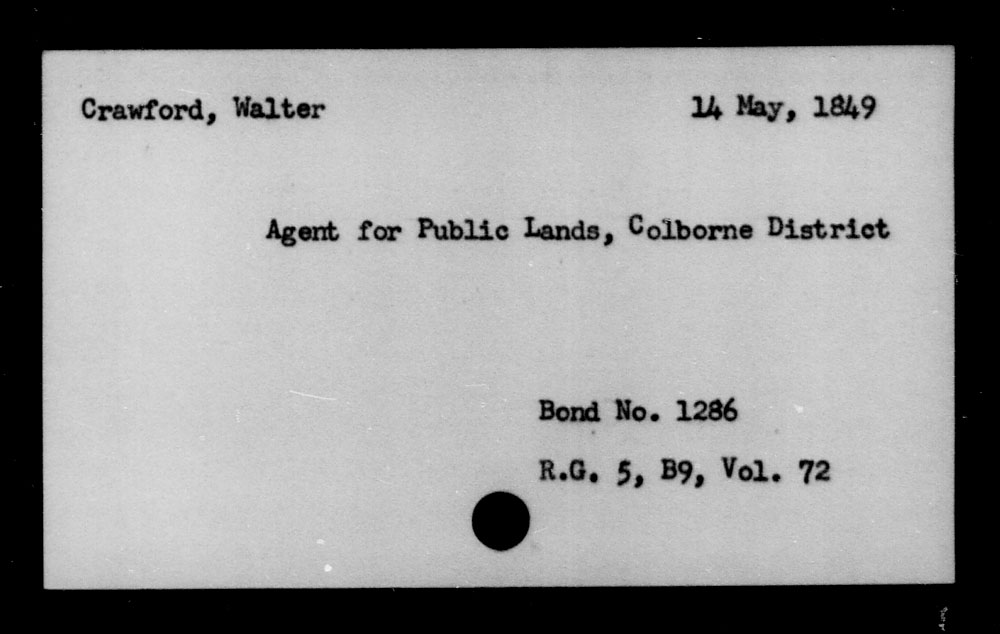 Crawford, Walter 14 May, 1849
Agent for Public Lands, Colborne District
Bond No. 1286
R.G. 5, B9, Vol. 72